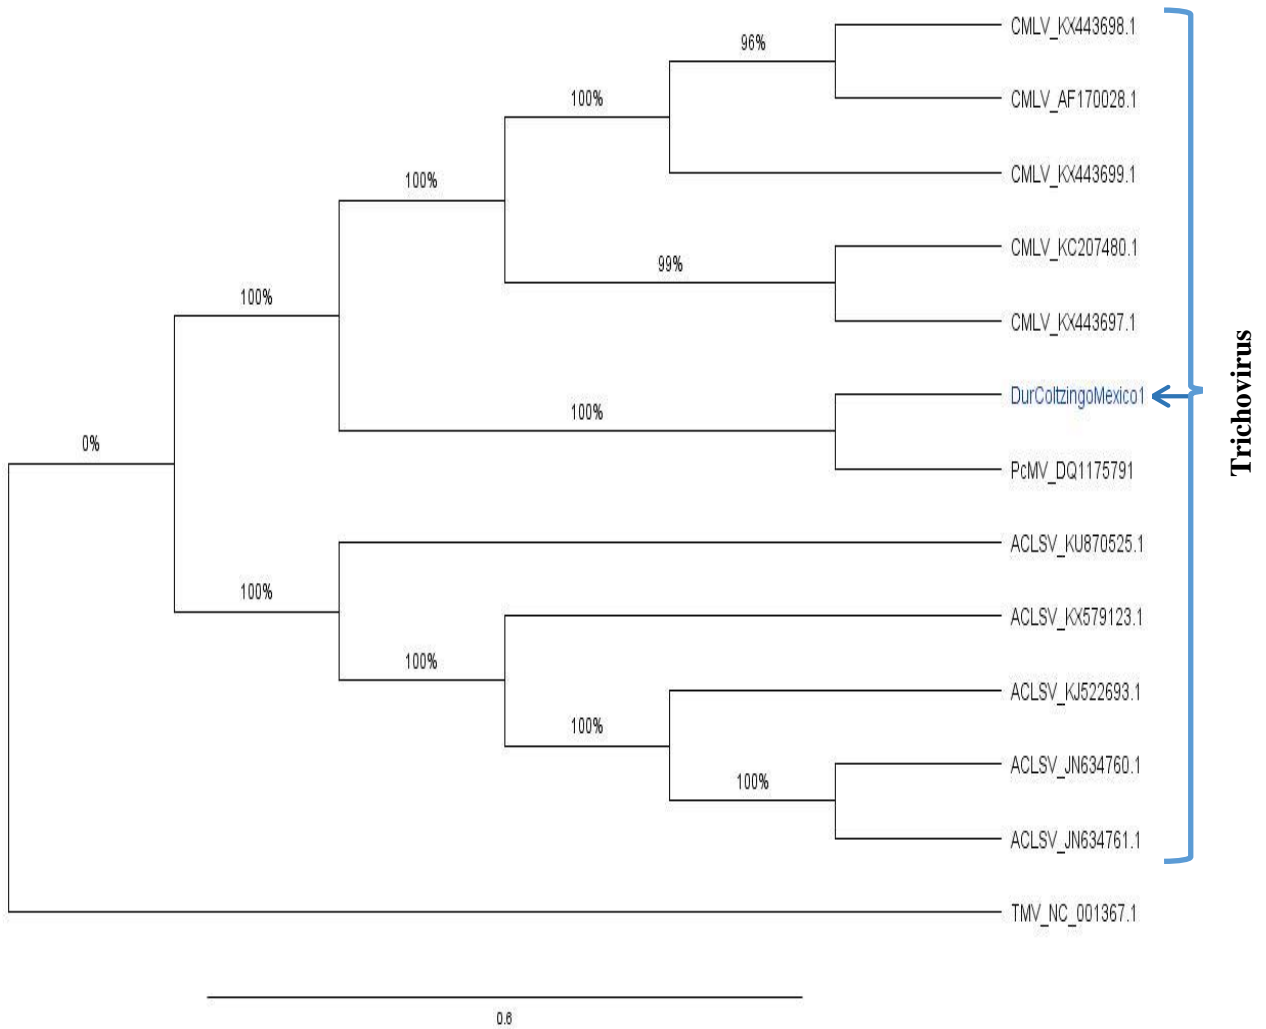 CMLV_KX443698.1
96%
CMLV_AF170028.1
100%
CMLV_KX443699.1
100%
CMLV_KC207480.1
99%
100%
CMLV_KX443697.1
DurColtzingoMexico1
100%
0%
PcMV_DQ1175791
ACLSV_KU870525.1
100%
ACLSV_KX579123.1
100%
ACLSV_KJ522693.1
100%
ACLSV_JN634760.1
100%
ACLSV_JN634761.1
TMV_NC_001367.1
0.6
Trichovirus